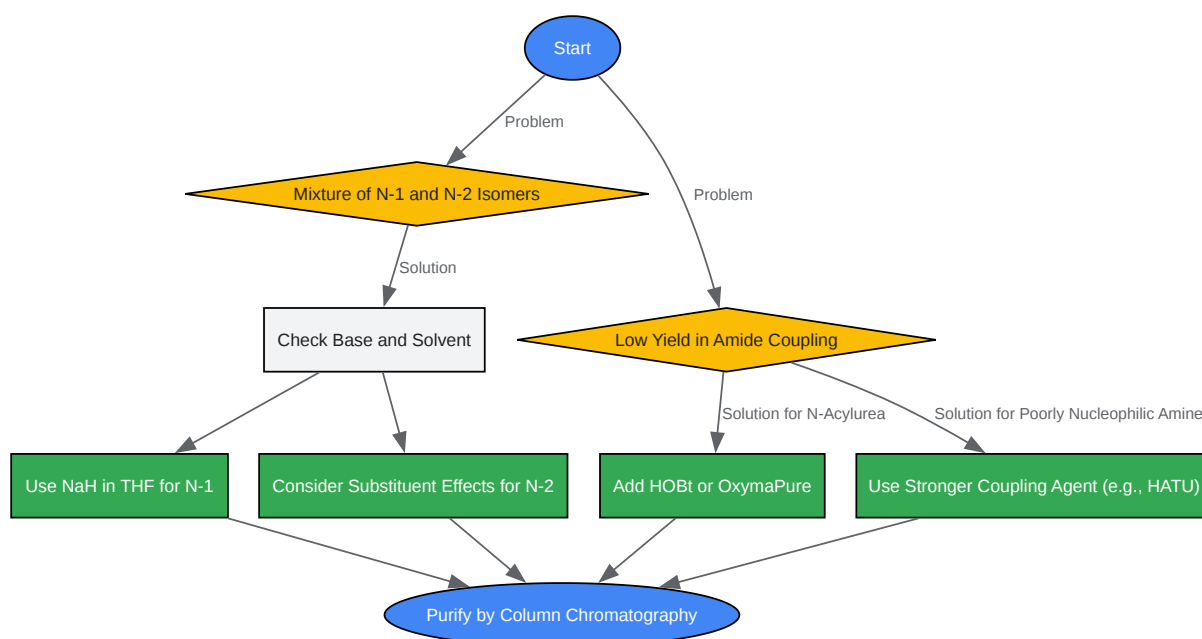 Start
Problem
Mixture of N-1 and N-2 Isomers
Problem
Solution
Check Base and Solvent
Low Yield in Amide Coupling
Solution for N-Acylurea
Solution for Poorly Nucleophilic Amine
Use NaH in THF for N-1
Consider Substituent Effects for N-2
Add HOBt or OxymaPure
Use Stronger Coupling Agent (e.g., HATU)
Purify by Column Chromatography